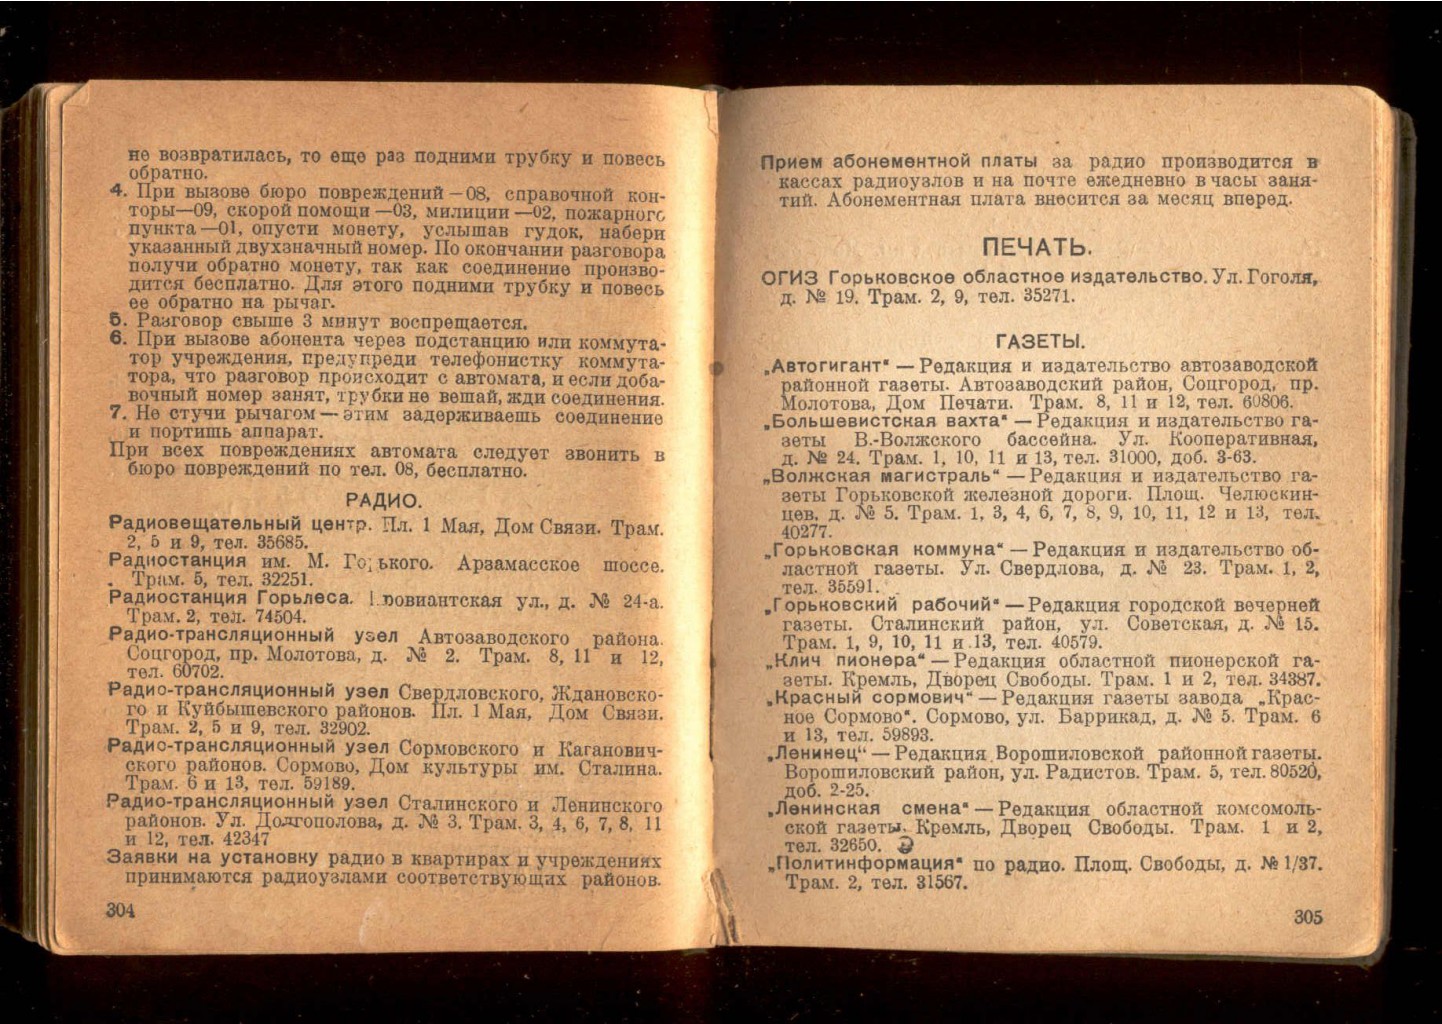 не возвратилась, то еще раз подними трубку и повесь
обратно.
4. При вызове бюро повреждений—08, справочной кон-
торы—09, скорой помощи—03, милиции—02, пожарного
пункта—01, опусти монету, услышав гудок, набери
указанный двухзначный номер. По окончании разговора
получи обратно монету, так как соединение произво-
дится бесплатно. Для этого подними трубку и повесь
ее обратно на рычаг.
5. Разговор свыше 3 минут воспрещается.
6. При вызове абонента через подстанцию или коммута-
тор учреждения, предупреди телефонистку коммута-
тора, что разговор происходит с автомата, и если доба-
вочный номер занят, трубки не вешай, жди соединения.
7. Не стучи рычагом—этим задерживаешь соединение
и портишь аппарат.
При всех повреждениях автомата следует звонить в
бюро повреждений по тел. 08, бесплатно.
РАДИО.
Радиовещательный центр. Пл. 1 Мая, Дом Связи. Трам.
2, 5 и 9, тел. 35685.
Радиостанция им. М. Горького. Арзамасское шоссе.
Трам. 5, тел. 32251.
Радиостанция Горьлеса. Провиантская ул., д. № 24-а.
Трам. 2, тел. 74504.
Радио-трансляционный узел Автозаводского района.
Соцгород, пр. Молотова, д. № 2. Трам. 8, 11 и 12,
тел. 60702.
Радио-трансляционный узел Свердловского, Ждановско-
го и Куйбышевского районов. Пл. 1 Мая, Дом Связи.
Трам. 2, 5 и 9, тел. 32902.
Радио-трансляционный узел Сормовского и Каганович-
ского районов. Сормово, Дом культуры им. Сталина.
Трам. 6 и 13, тел. 59189.
Радио-трансляционный узел Сталинского и Ленинского
районов. Ул. Долгополова, д. № 3. Трам. 3, 4, 6, 7, 8, 11
и 12, тел. 42347
Заявки на установку радио в квартирах и учреждениях
принимаются радиоузлами соответствующих районов.
304
Прием абонементной платы за радио производится в
кассах радиоузлов и на почте ежедневно в часы заня-
тий. Абонементная плата вносится за месяц вперед.
ПЕЧАТЬ.
ОГИЗ Горьковское областное издательство. Ул. Гоголя,
д. № 19. Трам. 2, 9, тел. 35271.
ГАЗЕТЫ.
„Автогигант“ — Редакция и издательство автозаводской
районной газеты. Автозаводский район, Соцгород, пр.
Молотова, Дом Печати. Трам. 8, 11 и 12, тел. 60806.
„Большевистская вахта“ — Редакция и издательство га-
зеты В.-Волжского бассейна. Ул. Кооперативная,
д. № 24. Трам. 1, 10, 11 и 13, тел. 31000, доб. 3-63.
„Волжская магистраль“ — Редакция и издательство га-
зеты Горьковской железной дороги. Площ. Челюскин-
цев, д. № 5. Трам. 1, 3, 4, 6, 7, 8, 9, 10, 11, 12 и 13, тел.
40277.
„Горьковская коммуна“ — Редакция и издательство об-
ластной газеты. Ул. Свердлова, д. № 23. Трам. 1, 2,
тел. 35591.
„Горьковский рабочий“ — Редакция городской вечерней
газеты. Сталинский район, ул. Советская, д. № 15.
Трам. 1, 9, 10, 11 и 13, тел. 40579.
„Клич пионера“ — Редакция областной пионерской га-
зеты. Кремль, Дворец Свободы. Трам. 1 и 2, тел. 34387.
„Красный сормович“ — Редакция газеты завода „Крас-
ное Сормово“. Сормово, ул. Баррикад, д. № 5. Трам. 6
и 13, тел. 59893.
„Ленинец“ — Редакция Ворошиловской районной газеты.
Ворошиловский район, ул. Радистов. Трам. 5, тел. 80520,
доб. 2-25.
„Ленинская смена“ — Редакция областной комсомоль-
ской газеты. Кремль, Дворец Свободы. Трам. 1 и 2,
тел. 32650.
„Политинформация“ по радио. Площ. Свободы, д. № 1/37.
Трам. 2, тел. 31567.
305